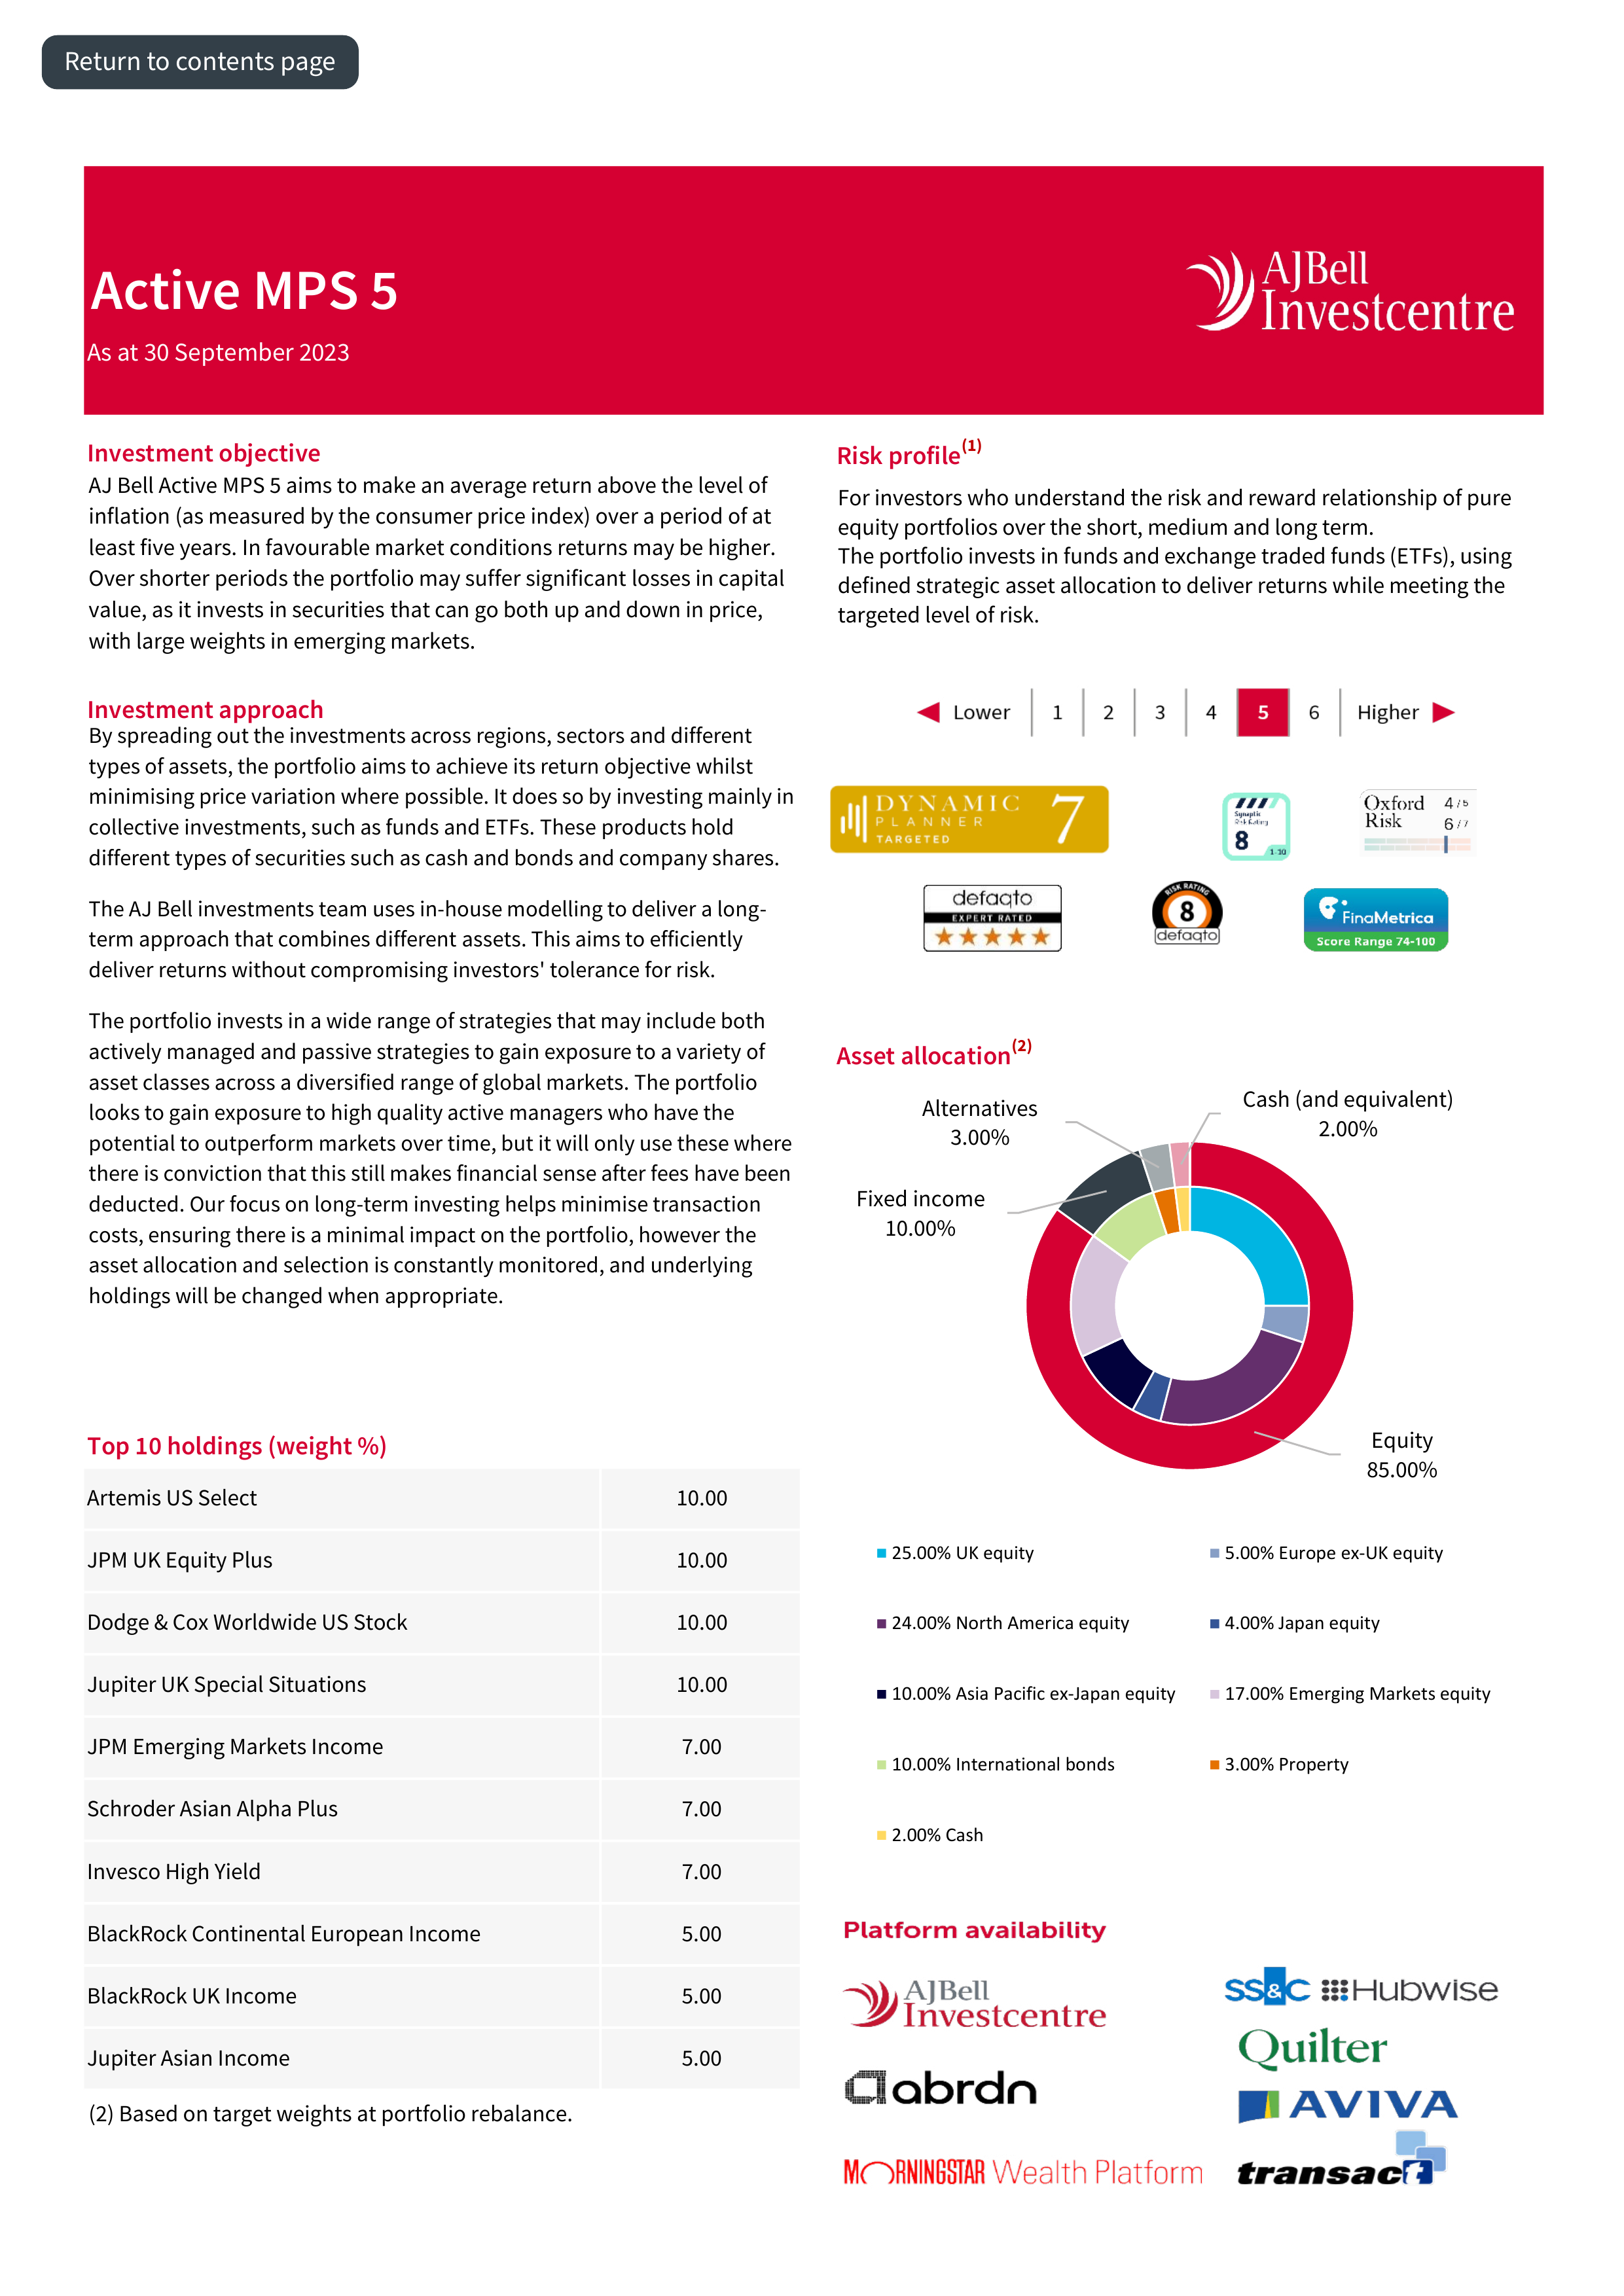 Return to contents page
Active MPS 5
As at 30 September 2023
AJBell
Investcentre
Investment objective
AJ Bell Active MPS 5 aims to make an average return above the level of
inflation (as measured by the consumer price index) over a period of at
least five years. In favourable market conditions returns may be higher.
Over shorter periods the portfolio may suffer significant losses in capital
value, as it invests in securities that can go both up and down in price,
with large weights in emerging markets.
Investment approach
By spreading out the investments across regions, sectors and different
types of assets, the portfolio aims to achieve its return objective whilst
minimising price variation where possible. It does so by investing mainly in
collective investments, such as funds and ETFs. These products hold
different types of securities such as cash and bonds and company shares.
The AJ Bell investments team uses in-house modelling to deliver a long-
term approach that combines different assets. This aims to efficiently
deliver returns without compromising investors' tolerance for risk.
The portfolio invests in a wide range of strategies that may include both
actively managed and passive strategies to gain exposure to a variety of
asset classes across a diversified range of global markets. The portfolio
looks to gain exposure to high quality active managers who have the
potential to outperform markets over time, but it will only use these where
there is conviction that this still makes financial sense after fees have been
deducted. Our focus on long-term investing helps minimise transaction
costs, ensuring there is a minimal impact on the portfolio, however the
asset allocation and selection is constantly monitored, and underlying
holdings will be changed when appropriate.
Top 10 holdings (weight %)
Artemis US Select 10.00
JPM UK Equity Plus 10.00
Dodge & Cox Worldwide US Stock 10.00
Jupiter UK Special Situations 10.00
JPM Emerging Markets Income 7.00
Schroder Asian Alpha Plus 7.00
Invesco High Yield 7.00
BlackRock Continental European Income 5.00
BlackRock UK Income 5.00
Jupiter Asian Income 5.00
(2) Based on target weights at portfolio rebalance.
Risk profile(1)
For investors who understand the risk and reward relationship of pure
equity portfolios over the short, medium and long term.
The portfolio invests in funds and exchange traded funds (ETFs), using
defined strategic asset allocation to deliver returns while meeting the
targeted level of risk.
Lower 1 2 3 4 5 6 Higher
DYNAMIC
PLANNER
TARGETED
7
Synaptic
Risk Rating
8
1-10
Oxford 4/5
Risk 6/7
defaqto
EXPERT RATED
RISK RATING
8
defaqto
FinaMetrica
Score Range 74-100
Asset allocation(2)
Alternatives
3.00%
Cash (and equivalent)
2.00%
Fixed income
10.00%
Equity
85.00%
25.00% UK equity
5.00% Europe ex-UK equity
24.00% North America equity
4.00% Japan equity
10.00% Asia Pacific ex-Japan equity
17.00% Emerging Markets equity
10.00% International bonds
3.00% Property
2.00% Cash
Platform availability
AJBell
Investcentre
SS&C Hubwise
Quilter
abrdn
AVIVA
MORNINGSTAR Wealth Platform
transact